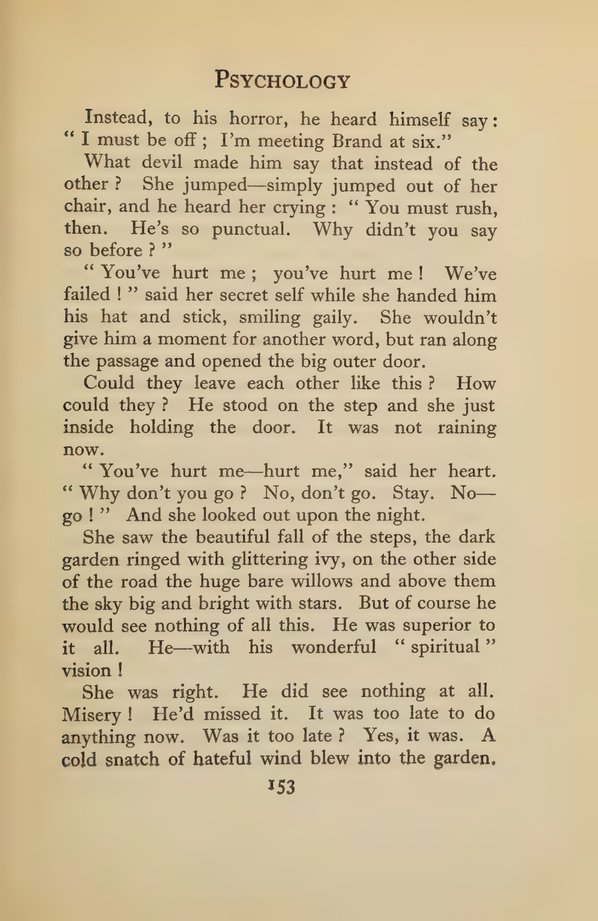 Psychology
Instead, to his horror, he heard himself say:
“ I must be off ; I’m meeting Brand at six.”
What devil made him say that instead of the
other ? She jumped—simply jumped out of her
chair, and he heard her crying : “ You must rush,
then. He’s so punctual. Why didn’t you say
so before ? ”
“ You’ve hurt me ; you’ve hurt me ! We’ve
failed ! ” said her secret self while she handed him
his hat and stick, smiling gaily. She wouldn’t
give him a moment for another word, but ran along
the passage and opened the big outer door.
Could they leave each other like this ? How
could they ? He stood on the step and she just
inside holding the door. It was not raining
now.
“ You’ve hurt me—hurt me,” said her heart.
“ Why don’t you go ? No, don’t go. Stay. No—
go ! ” And she looked out upon the night.
She saw the beautiful fall of the steps, the dark
garden ringed with glittering ivy, on the other side
of the road the huge bare willows and above them
the sky big and bright with stars. But of course he
would see nothing of all this. He was superior to
it all. He—with his wonderful “ spiritual ”
vision !
She was right. He did see nothing at all.
Misery ! He’d missed it. It was too late to do
anything now. Was it too late ? Yes, it was. A
cold snatch of hateful wind blew into the garden.
153